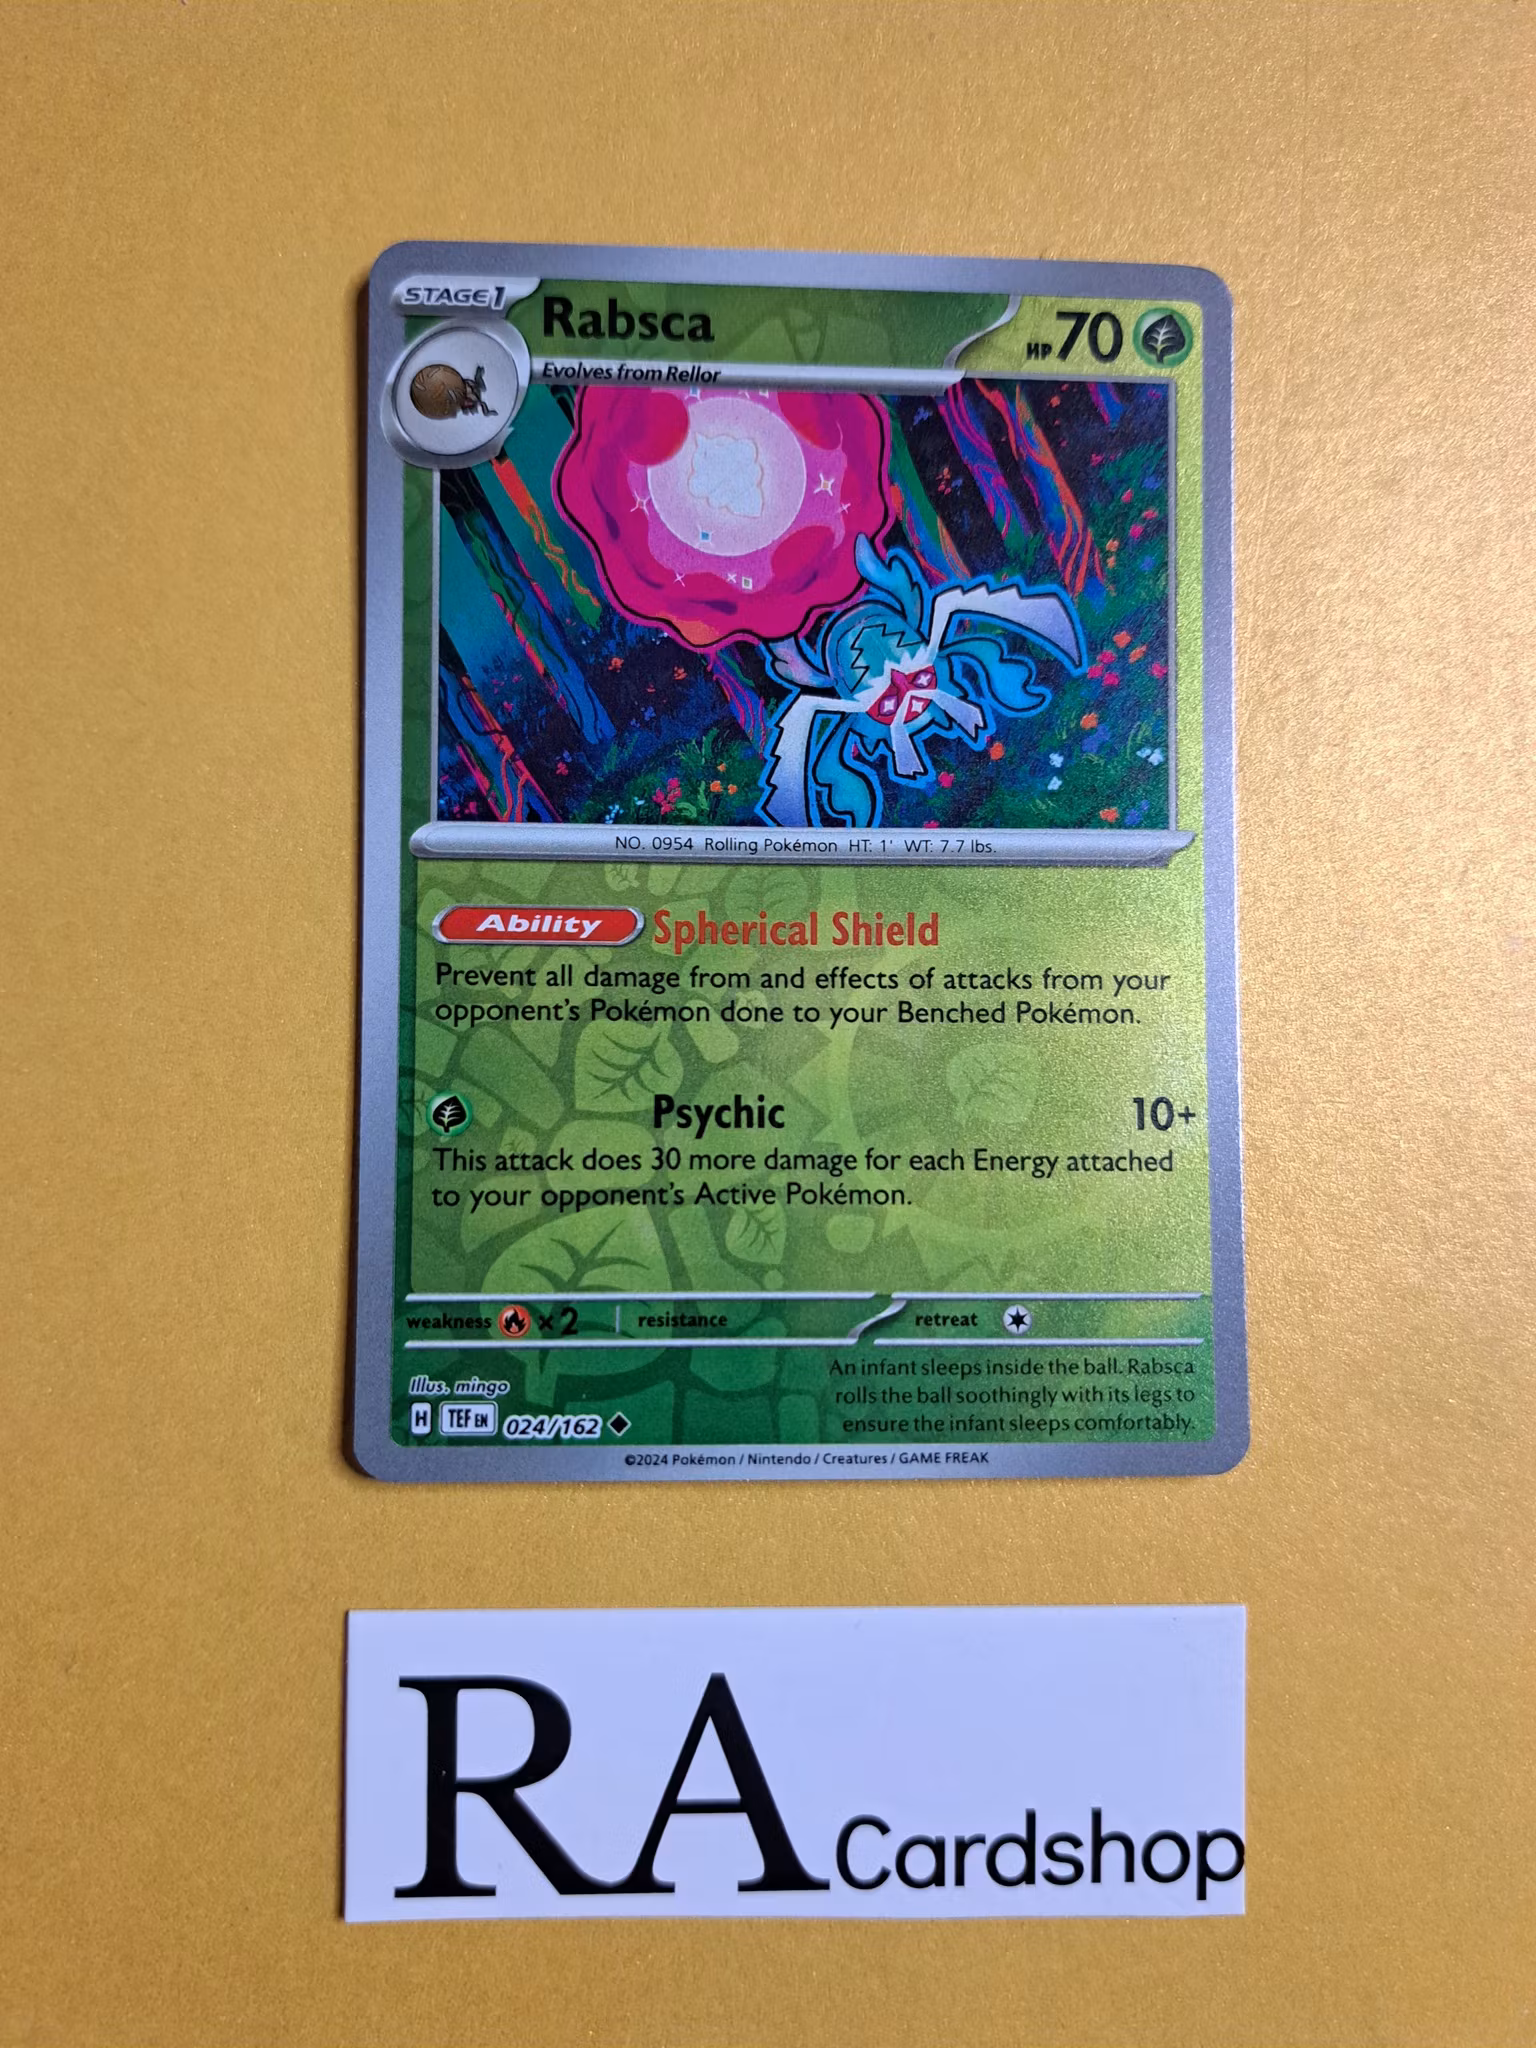 STAGE1
Rabsca
HP70
Evolves from Rellor
NO. 0954 Rolling Pokémon HT: 1' WT: 7.7 lbs.
Ability Spherical Shield
Prevent all damage from and effects of attacks from your
opponent's Pokémon done to your Benched Pokémon.
Psychic 10+
This attack does 30 more damage for each Energy attached
to your opponent's Active Pokémon.
weakness ×2 resistance retreat
An infant sleeps inside the ball. Rabsca
rolls the ball soothingly with its legs to
ensure the infant sleeps comfortably.
Illus. mingo
H TEF EN 024/162
©2024 Pokémon / Nintendo / Creatures / GAME FREAK
RA Cardshop